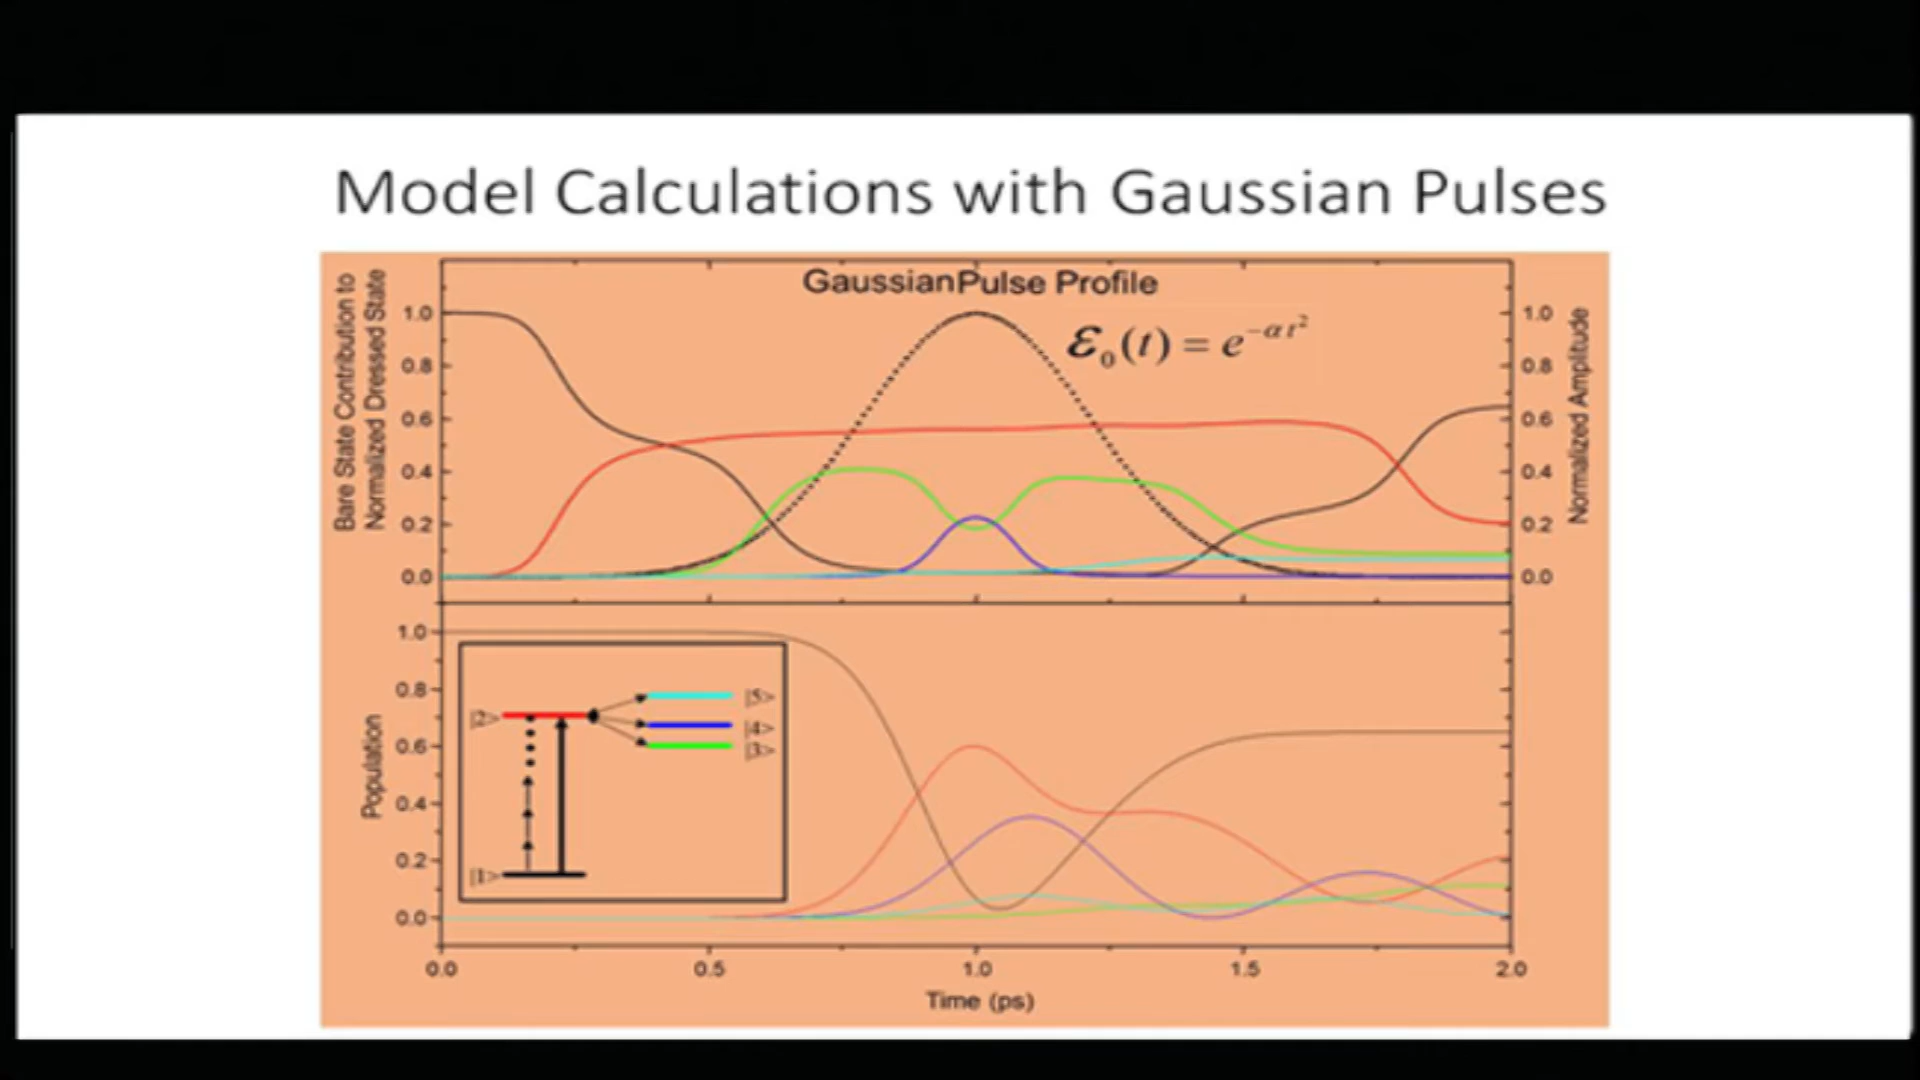 Model Calculations with Gaussian Pulses
Bare State Contribution to
Normalized Dressed State
GaussianPulse Profile
ℰ₀(t) = e^{-αt²}
1.0
0.8
0.6
0.4
0.2
0.0
1.0
0.8
0.6
0.4
0.2
0.0
Normalized Amplitude
Population
1.0
0.8
0.6
0.4
0.2
0.0
|2>
|5>
|4>
|3>
|1>
0.0 0.5 1.0 1.5 2.0
Time (ps)